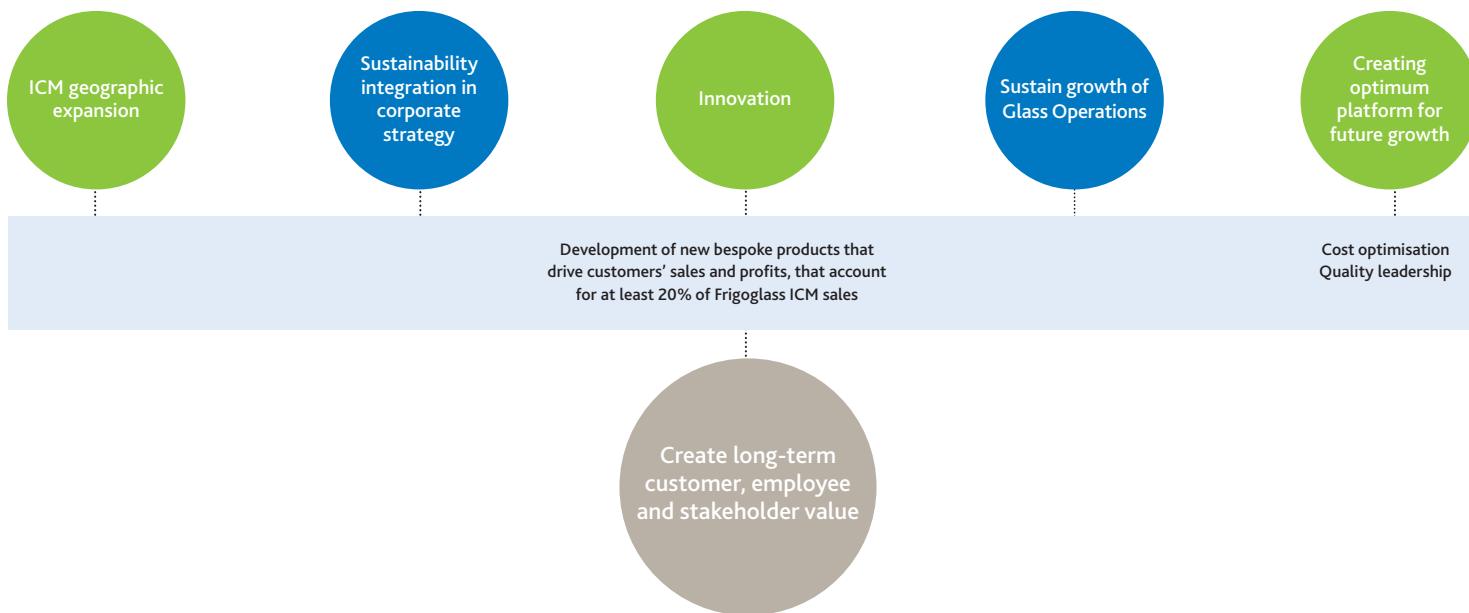 ICM geographic
expansion
Sustainability
integration in
corporate
strategy
Innovation
Sustain growth of
Glass Operations
Creating
optimum
platform for
future growth
Development of new bespoke products that
drive customers’ sales and profits, that account
for at least 20% of Frigoglass ICM sales
Cost optimisation
Quality leadership
Create long-term
customer, employee
and stakeholder value